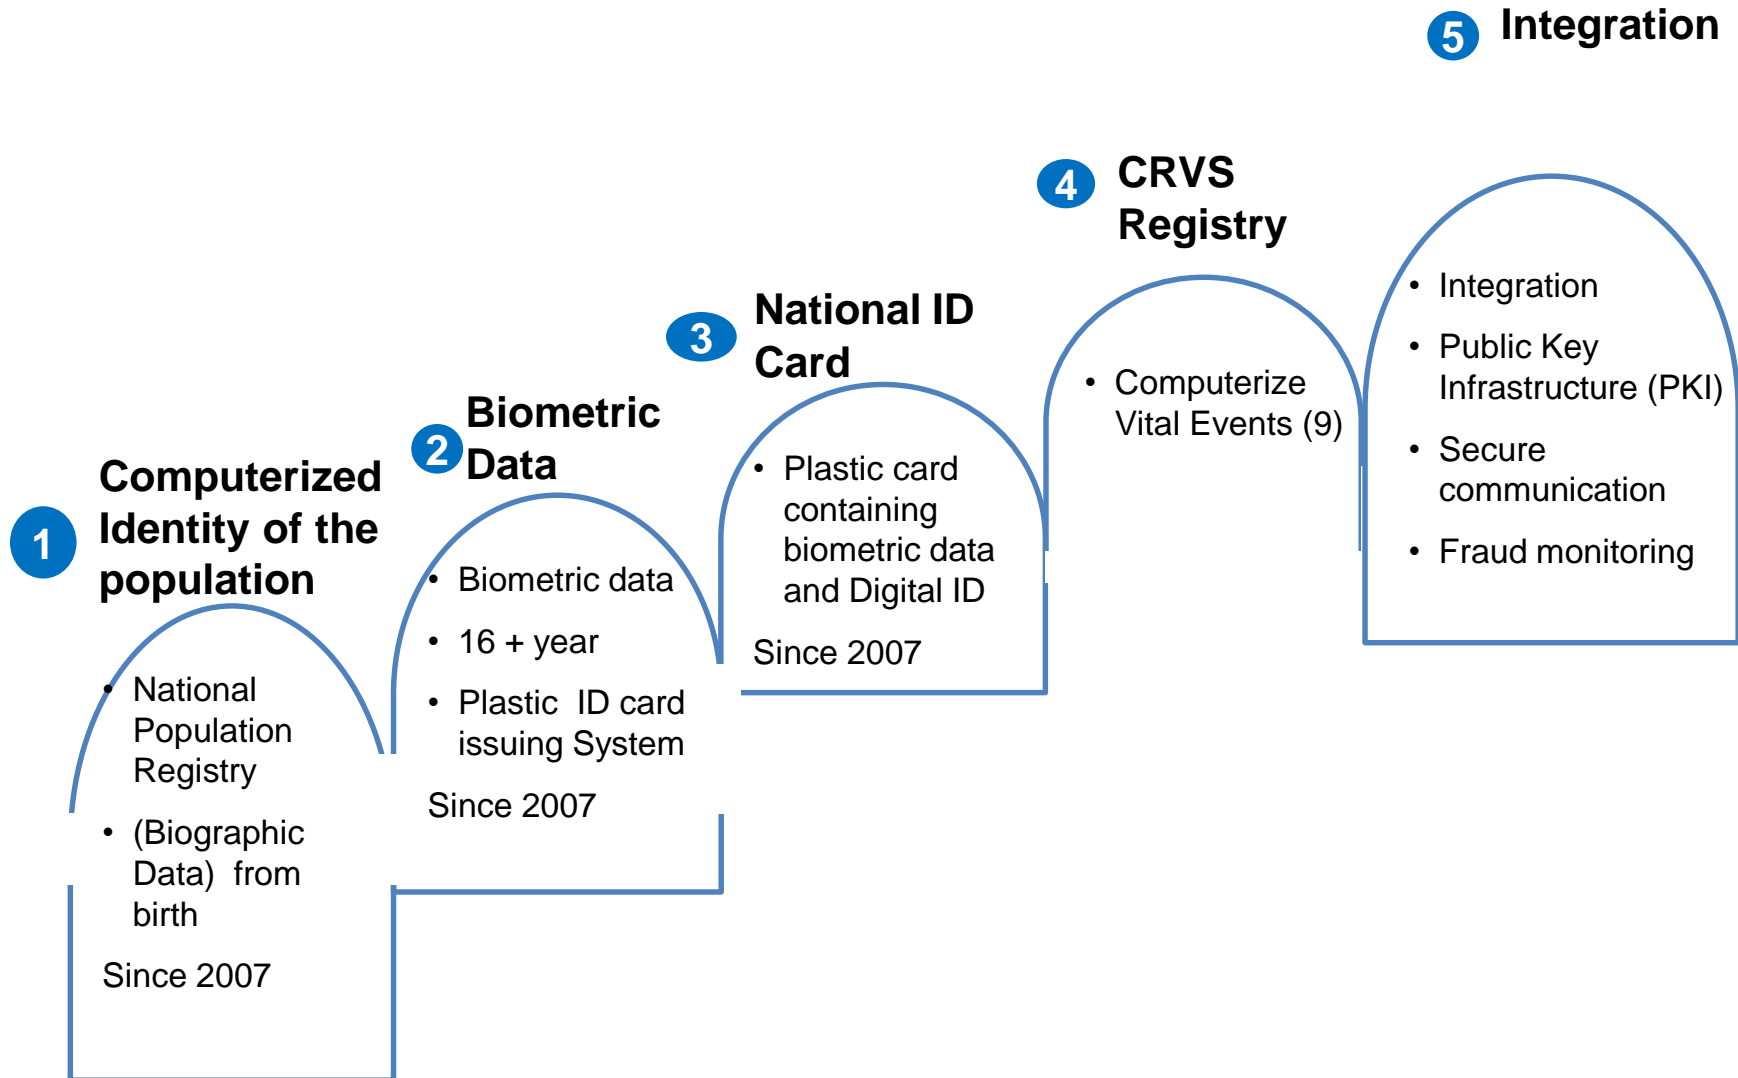 1
Computerized
Identity of the
population
• National
Population
Registry
• (Biographic
Data) from
birth
Since 2007
2
Biometric
Data
• Biometric data
• 16 + year
• Plastic ID card
issuing System
Since 2007
3
National ID
Card
• Plastic card
containing
biometric data
and Digital ID
Since 2007
4
CRVS
Registry
• Computerize
Vital Events (9)
5
Integration
• Integration
• Public Key
Infrastructure (PKI)
• Secure
communication
• Fraud monitoring